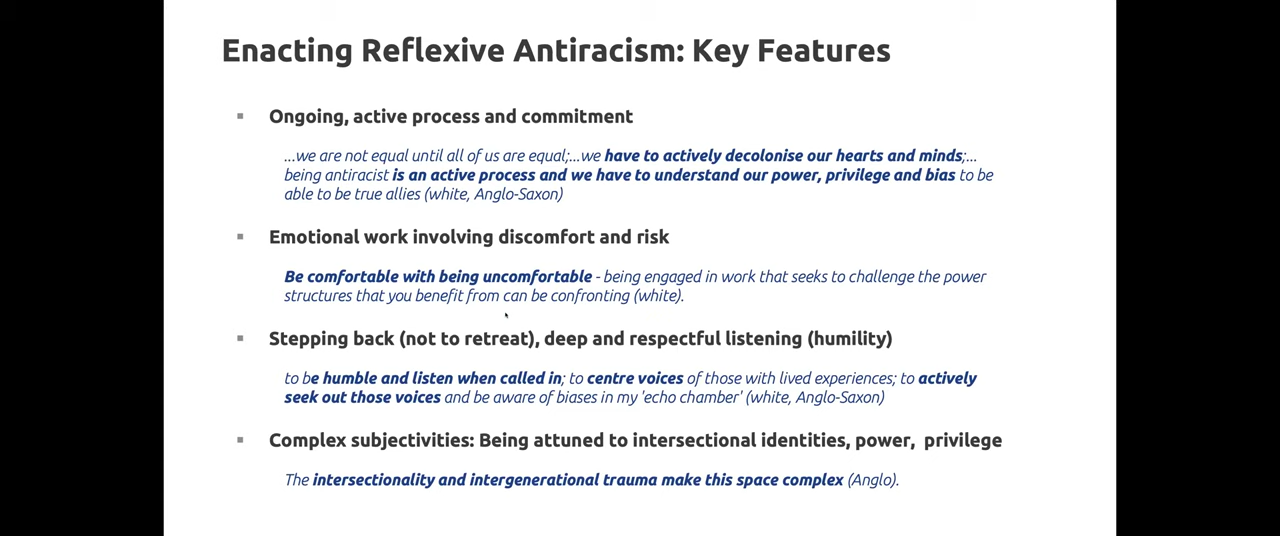 Enacting Reflexive Antiracism: Key Features
▪ Ongoing, active process and commitment
...we are not equal until all of us are equal;...we have to actively decolonise our hearts and minds;...
being antiracist is an active process and we have to understand our power, privilege and bias to be
able to be true allies (white, Anglo-Saxon)
▪ Emotional work involving discomfort and risk
Be comfortable with being uncomfortable - being engaged in work that seeks to challenge the power
structures that you benefit from can be confronting (white).
▪ Stepping back (not to retreat), deep and respectful listening (humility)
to be humble and listen when called in; to centre voices of those with lived experiences; to actively
seek out those voices and be aware of biases in my 'echo chamber' (white, Anglo-Saxon)
▪ Complex subjectivities: Being attuned to intersectional identities, power, privilege
The intersectionality and intergenerational trauma make this space complex (Anglo).